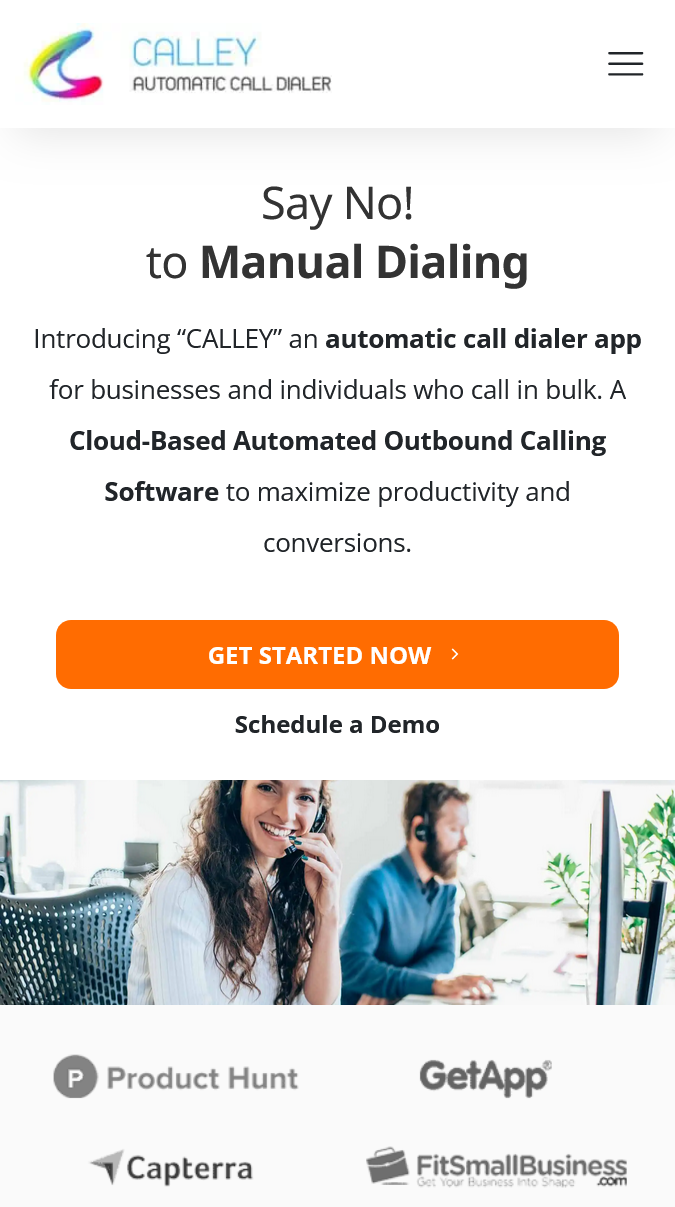 CALLEY
AUTOMATIC CALL DIALER
Say No!
to Manual Dialing
Introducing “CALLEY” an automatic call dialer app
for businesses and individuals who call in bulk. A
Cloud-Based Automated Outbound Calling
Software to maximize productivity and
conversions.
GET STARTED NOW
Schedule a Demo
P Product Hunt
GetApp®
Capterra
FitSmallBusiness
.com
Get Your Business Into Shape